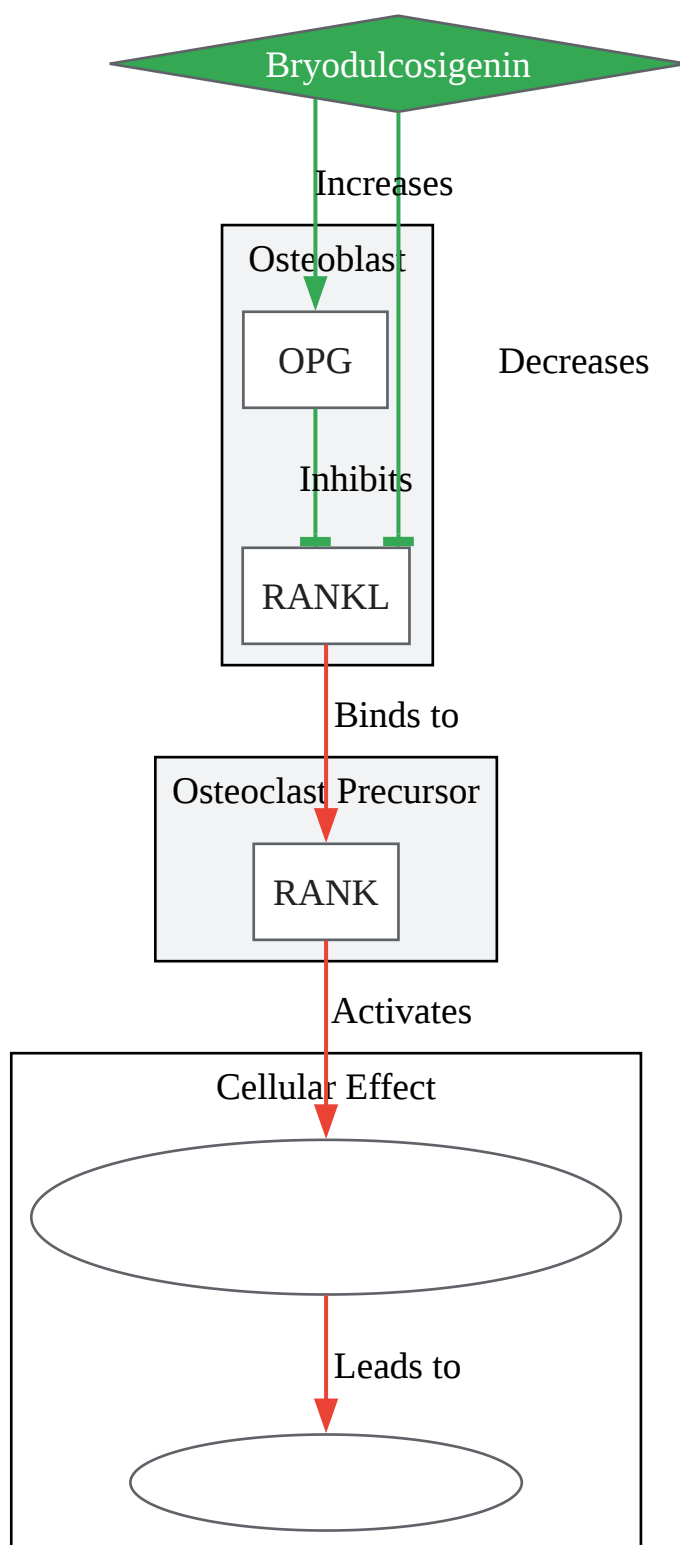 Bryodulcosigenin
Increases
Osteoblast
OPG
Decreases
Inhibits
RANKL
Binds to
Osteoclast Precursor
RANK
Activates
Cellular Effect
Leads to